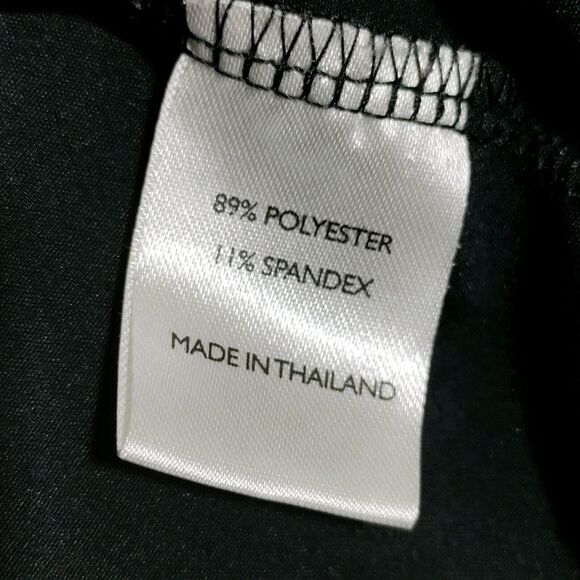 89% POLYESTER
11% SPANDEX
MADE IN THAILAND